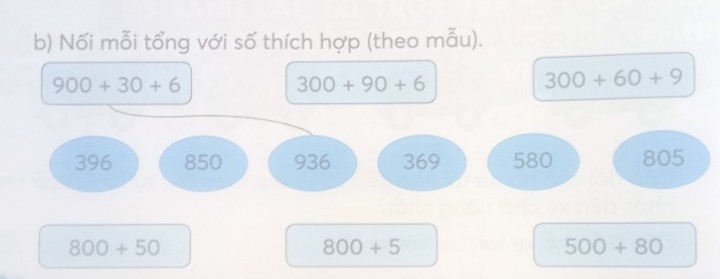 b) Nối mỗi tổng với số thích hợp (theo mẫu).
900 + 30 + 6 300 + 90 + 6 300 + 60 + 9
396 850 936 369 580 805
800 + 50 800 + 5 500 + 80